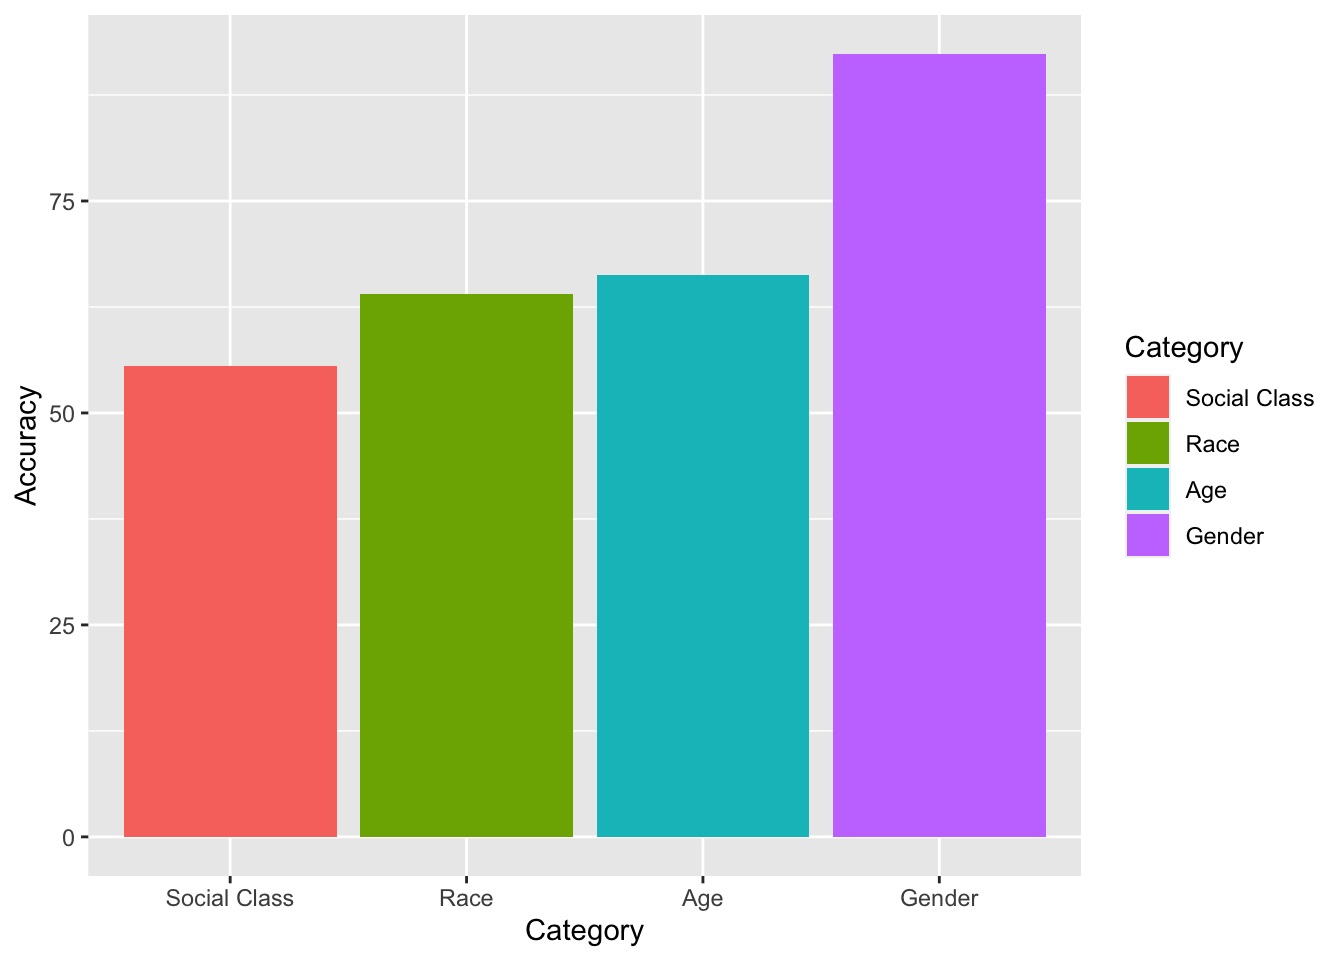 Accuracy
75
50
25
0
Social Class
Race
Age
Gender
Category
Category
Social Class
Race
Age
Gender